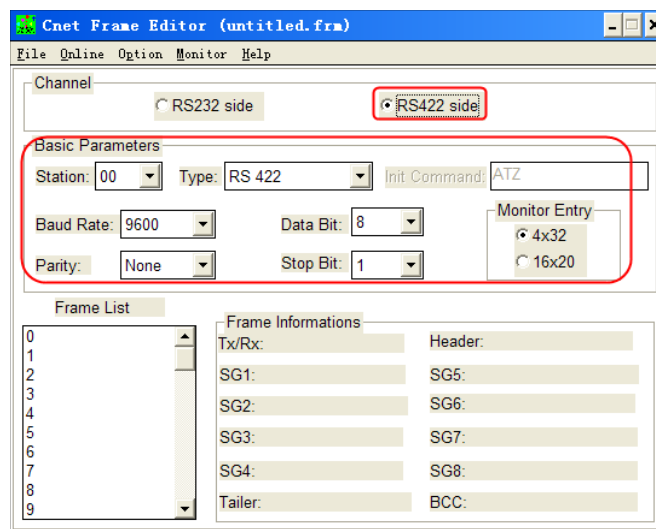 Cnet Frame Editor (untitled.frm)
File Online Option Monitor Help
Channel
RS232 side RS422 side
Basic Parameters
Station: 00 Type: RS 422 Init Command: ATZ
Monitor Entry
Baud Rate: 9600 Data Bit: 8 4x32
Parity: None Stop Bit: 1 16x20
Frame List
Frame Informations
0
1
2
3
4
5
6
7
8
9
Tx/Rx: Header:
SG1: SG5:
SG2: SG6:
SG3: SG7:
SG4: SG8:
Tailer: BCC: